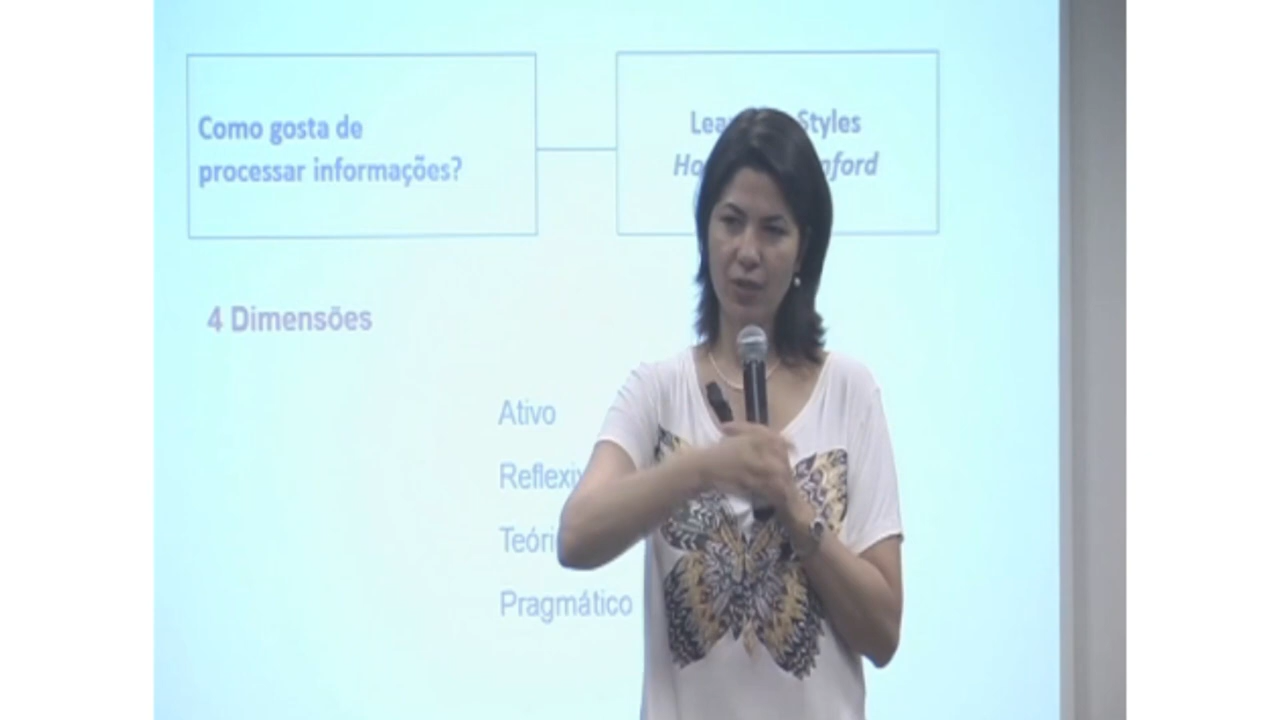 Como gosta de
processar informações?
Styles
4 Dimensões
Ativo
Pragmático